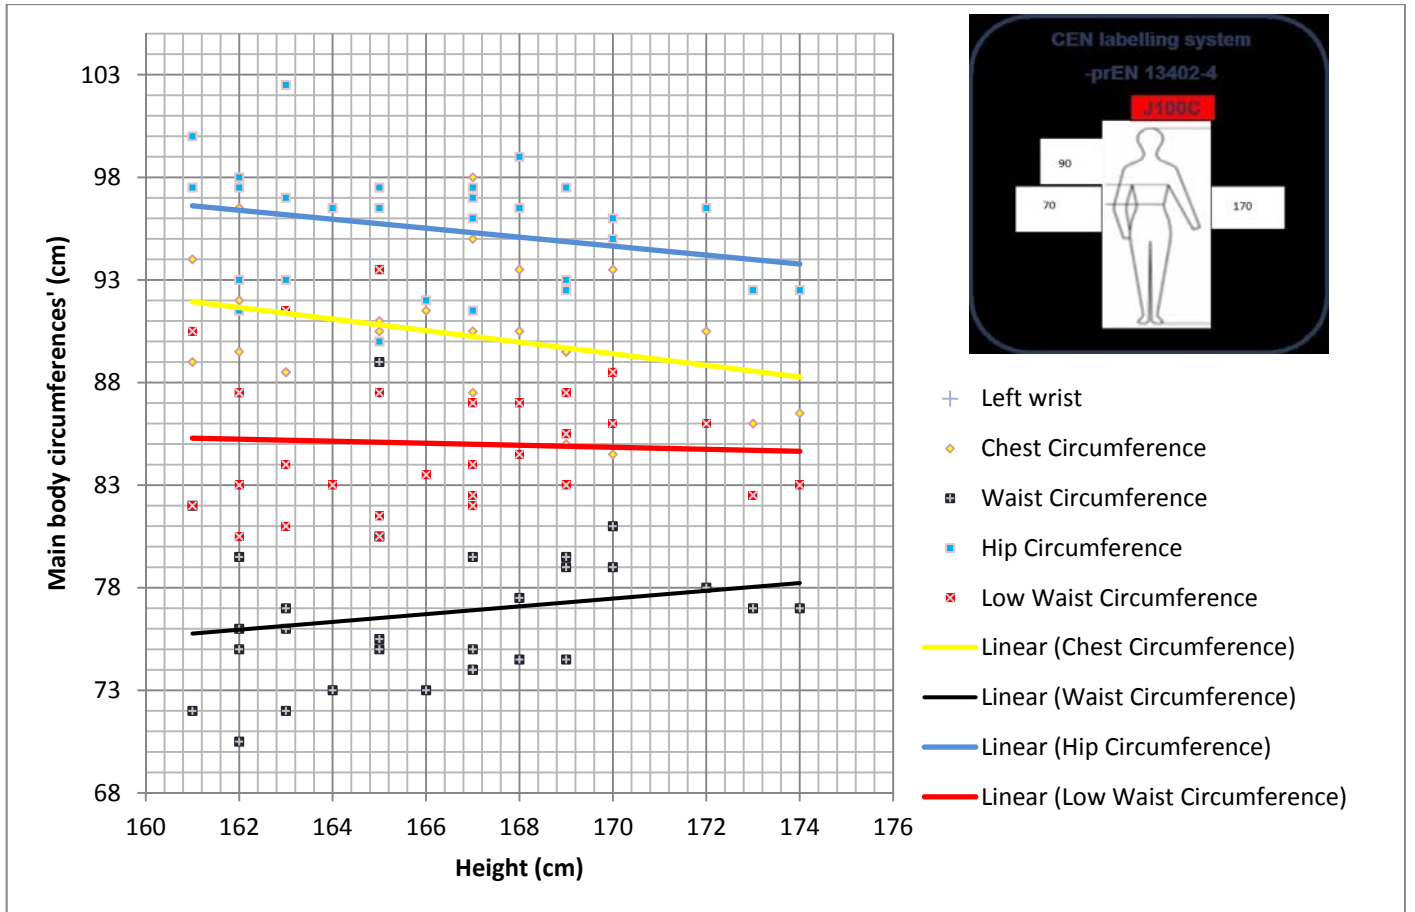 103
98
93
88
83
78
73
68
160
162
164
166
168
170
172
174
176
Main body circumferences' (cm)
Height (cm)
CEN labelling system
-prEN 13402-4
J100C
90
70
170
Left wrist
Chest Circumference
Waist Circumference
Hip Circumference
Low Waist Circumference
Linear (Chest Circumference)
Linear (Waist Circumference)
Linear (Hip Circumference)
Linear (Low Waist Circumference)